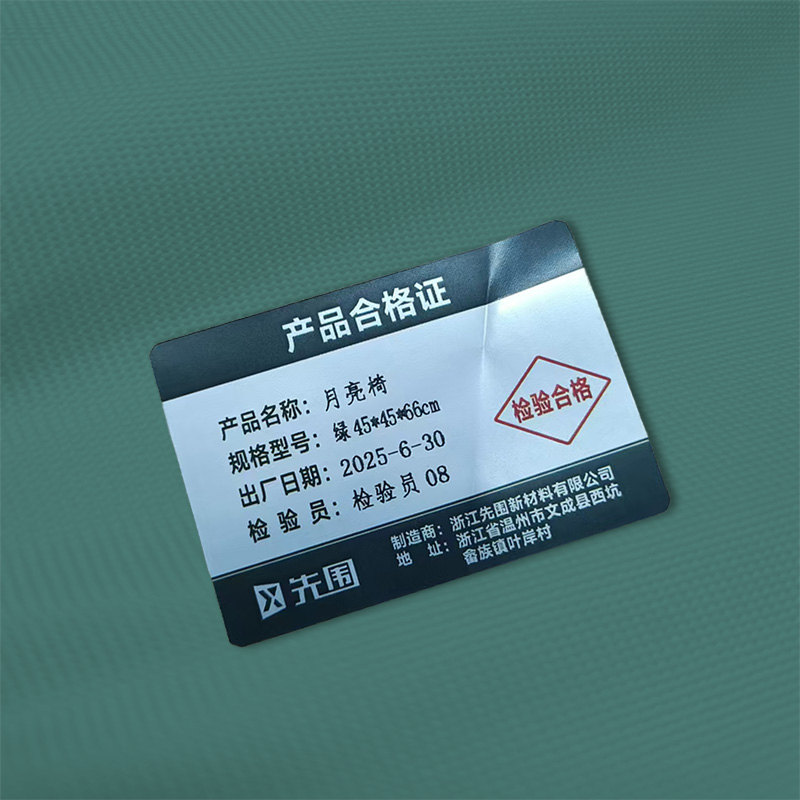 产品合格证
产品名称：月亮椅
规格型号：绿45*45*66cm
出厂日期：2025-6-30
检 验 员：检验员08
检验合格
先围
制造商：浙江先围新材料有限公司
地 址：浙江省温州市文成县西坑
畲族镇叶岸村